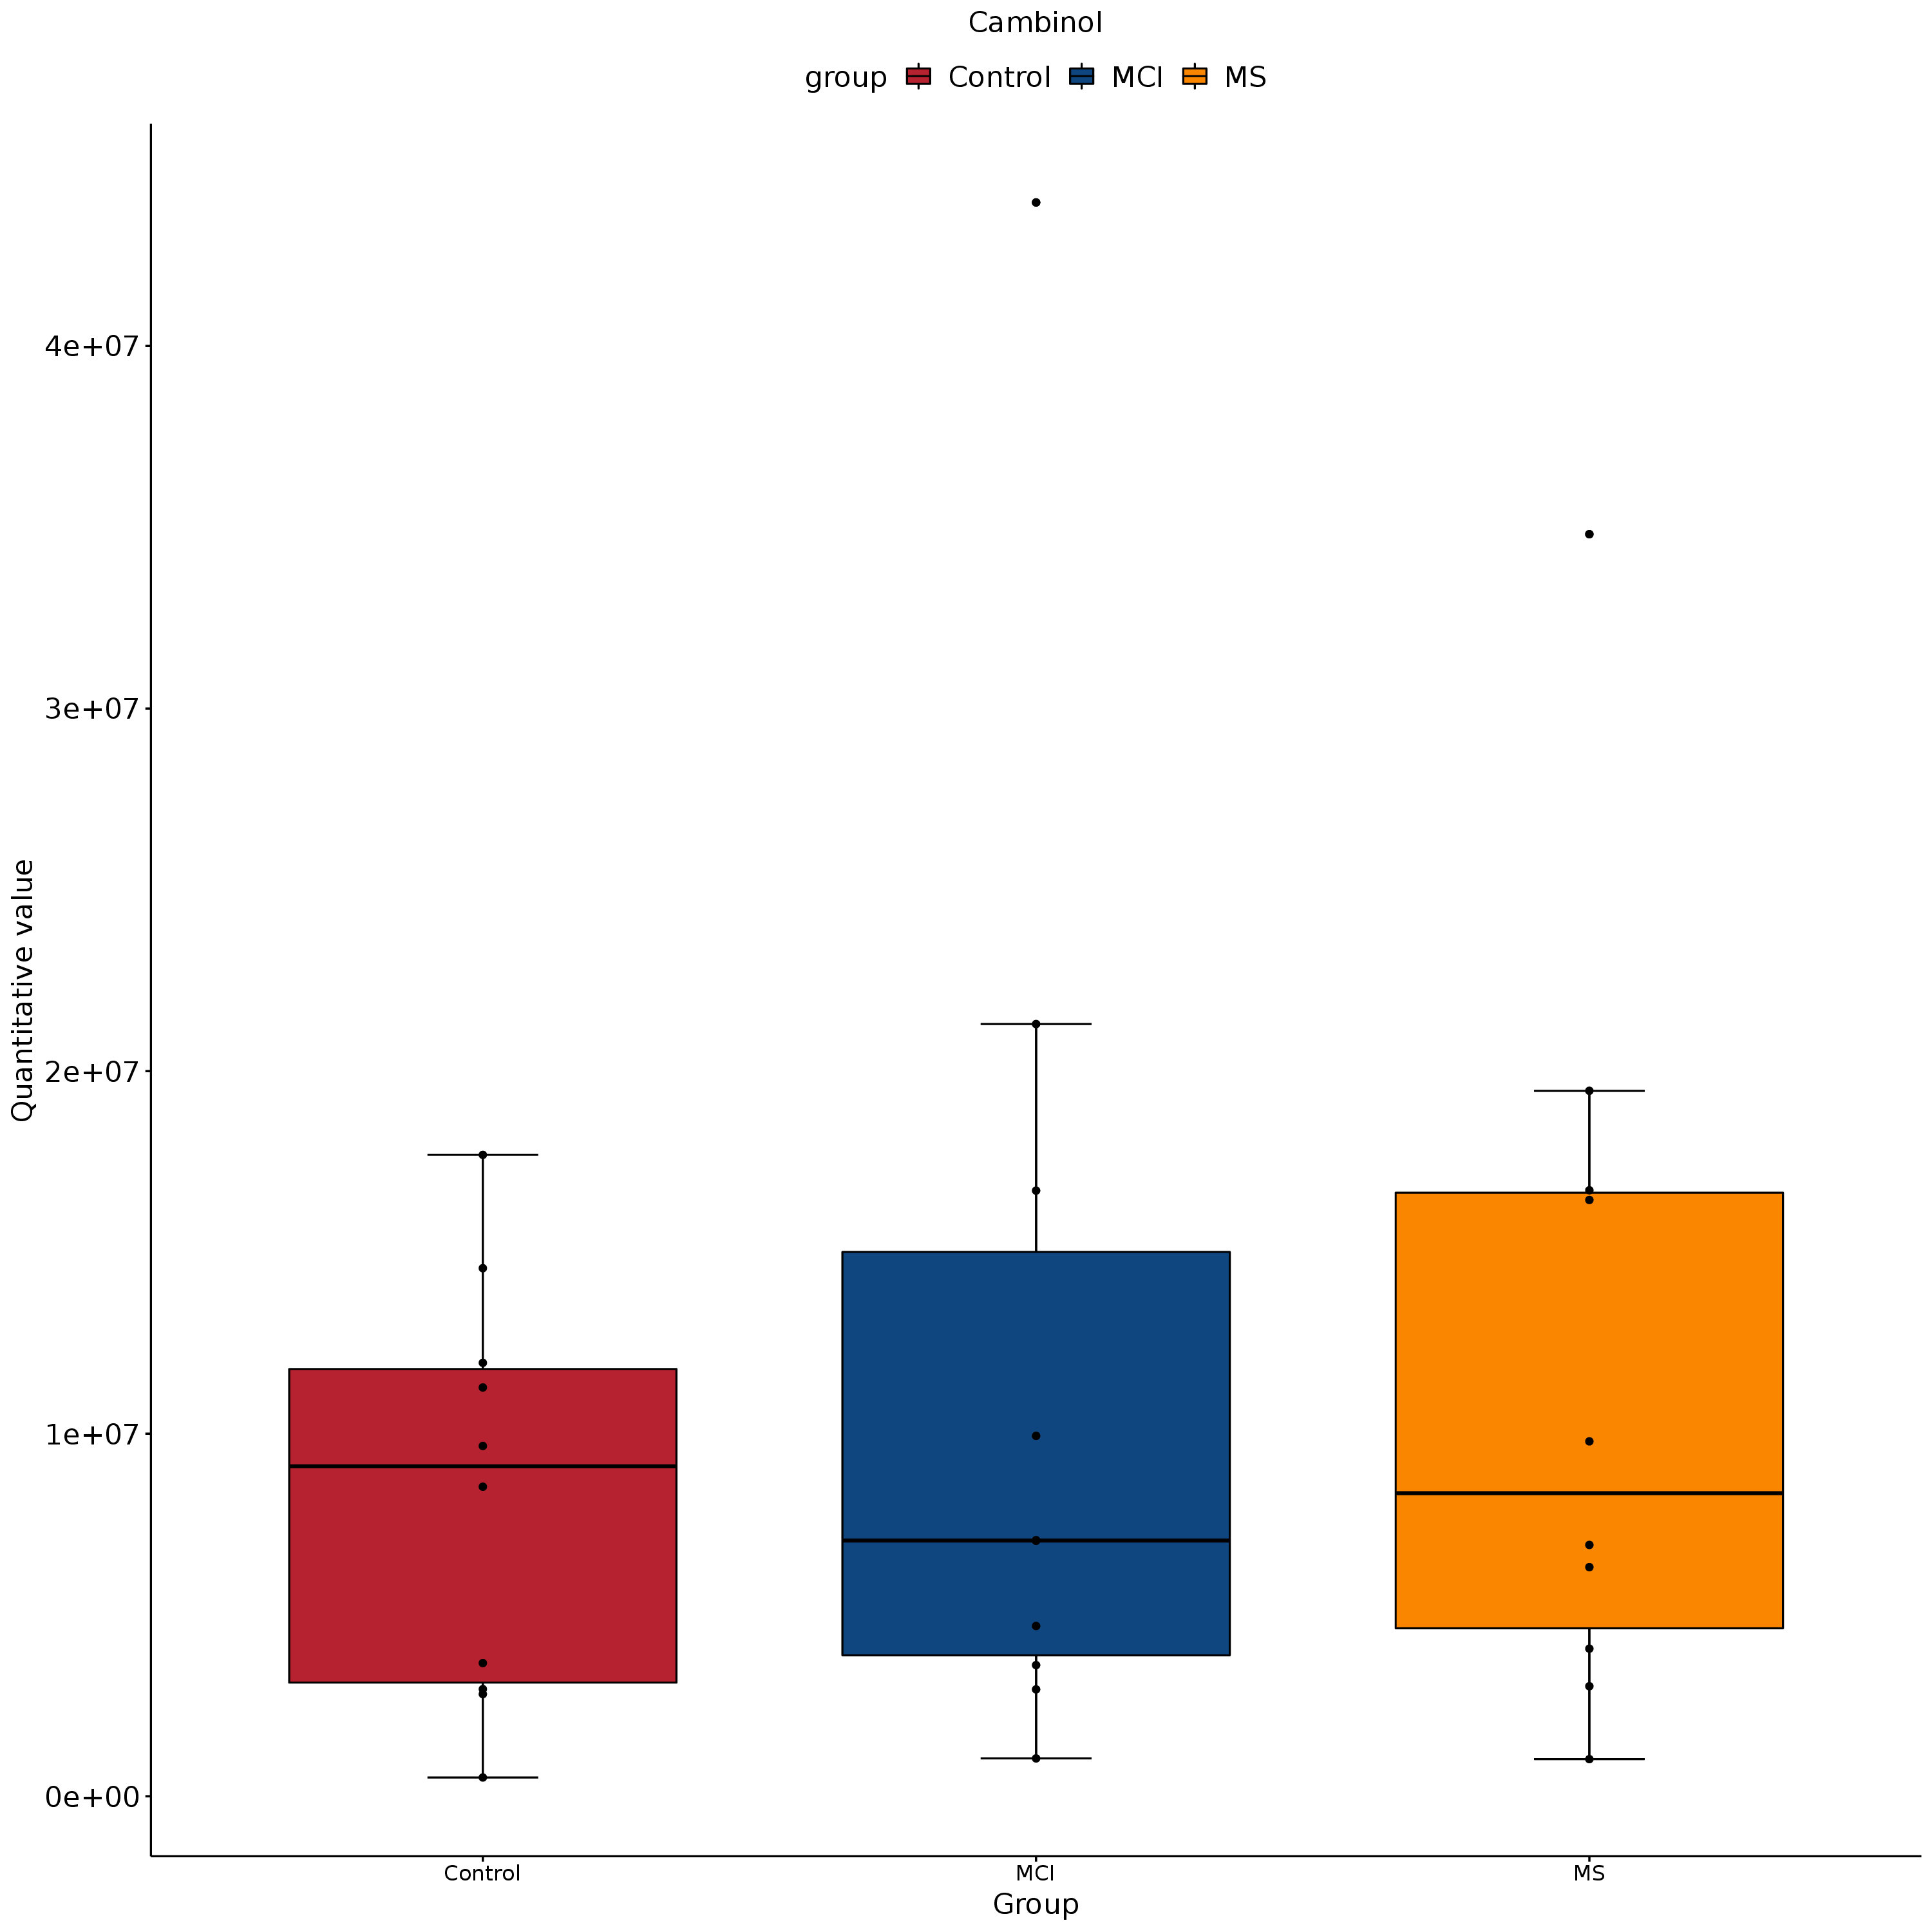 Cambinol
group Control MCI MS
Quantitative value
4e+07
3e+07
2e+07
1e+07
0e+00
Control MCI MS
Group